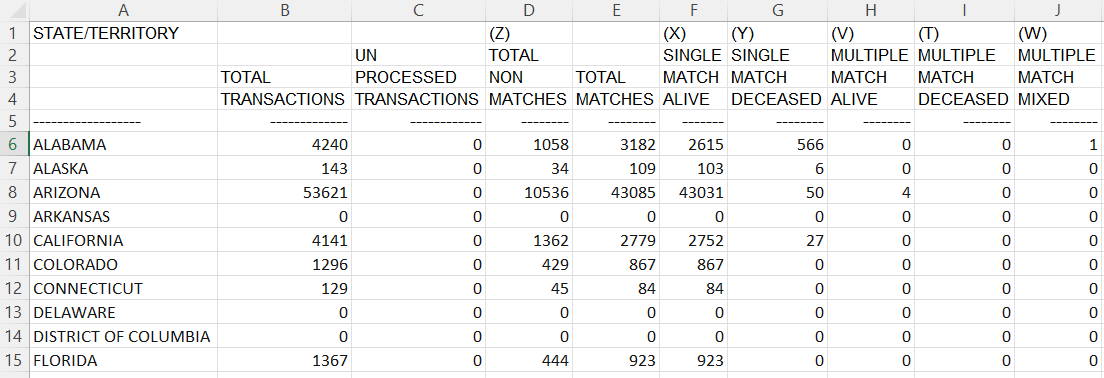 A B C D E F G H I J
1 STATE/TERRITORY (Z) (X) (Y) (V) (T) (W)
2 UN TOTAL SINGLE SINGLE MULTIPLE MULTIPLE MULTIPLE
3 TOTAL PROCESSED NON TOTAL MATCH MATCH MATCH MATCH MATCH
4 TRANSACTIONS TRANSACTIONS MATCHES MATCHES ALIVE DECEASED ALIVE DECEASED MIXED
5 ------------------ ------------- ------------ -------- -------- ------- -------- -------- -------- --------
6 ALABAMA 4240 0 1058 3182 2615 566 0 0 1
7 ALASKA 143 0 34 109 103 6 0 0 0
8 ARIZONA 53621 0 10536 43085 43031 50 4 0 0
9 ARKANSAS 0 0 0 0 0 0 0 0 0
10 CALIFORNIA 4141 0 1362 2779 2752 27 0 0 0
11 COLORADO 1296 0 429 867 867 0 0 0 0
12 CONNECTICUT 129 0 45 84 84 0 0 0 0
13 DELAWARE 0 0 0 0 0 0 0 0 0
14 DISTRICT OF COLUMBIA 0 0 0 0 0 0 0 0 0
15 FLORIDA 1367 0 444 923 923 0 0 0 0